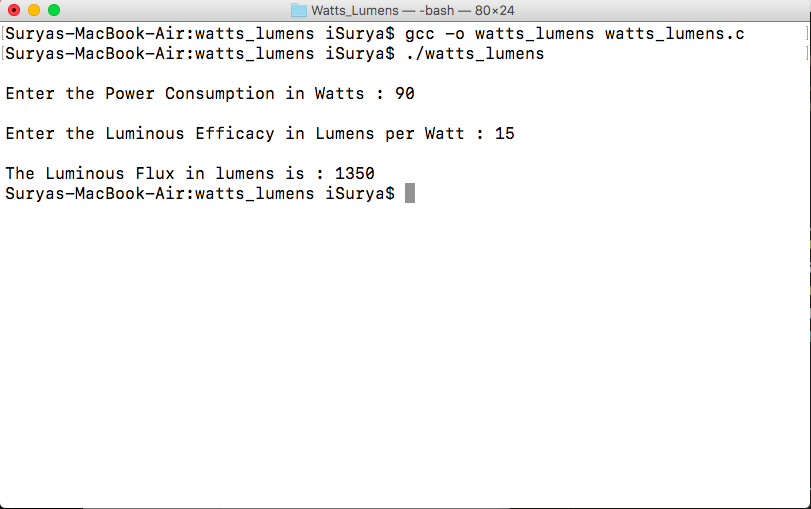 Watts_Lumens — -bash — 80×24
[Suryas-MacBook-Air:watts_lumens iSurya$ gcc -o watts_lumens watts_lumens.c ]
[Suryas-MacBook-Air:watts_lumens iSurya$ ./watts_lumens ]
Enter the Power Consumption in Watts : 90
Enter the Luminous Efficacy in Lumens per Watt : 15
The Luminous Flux in lumens is : 1350
Suryas-MacBook-Air:watts_lumens iSurya$